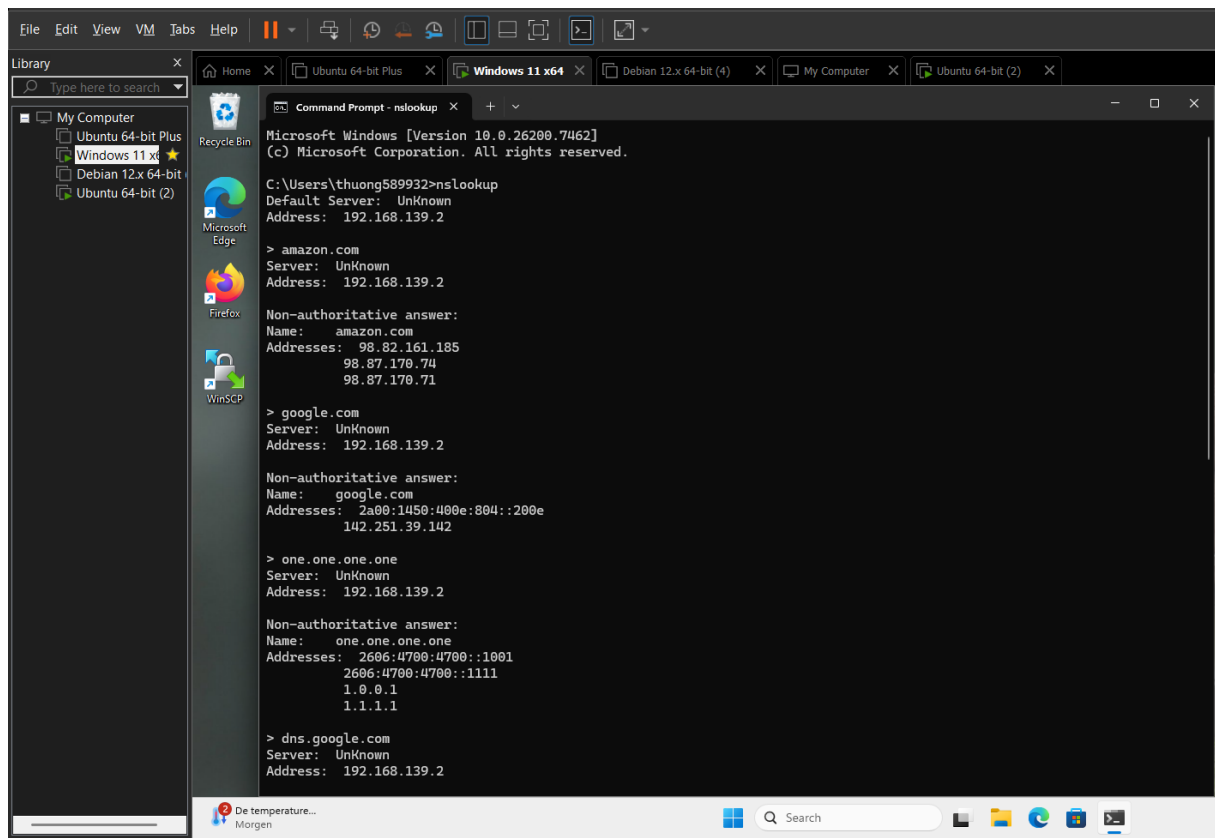 File Edit View VM Tabs Help
Library
Type here to search
My Computer
Ubuntu 64-bit Plus
Windows 11 x6
Debian 12.x 64-bit
Ubuntu 64-bit (2)
Home
Ubuntu 64-bit Plus
Windows 11 x64
Debian 12.x 64-bit (4)
My Computer
Ubuntu 64-bit (2)
Recycle Bin
Microsoft
Edge
Firefox
WinSCP
Command Prompt - nslookup
Microsoft Windows [Version 10.0.26200.7462]
(c) Microsoft Corporation. All rights reserved.
C:\Users\thuong589932>nslookup
Default Server:  UnKnown
Address:  192.168.139.2
> amazon.com
Server:  UnKnown
Address:  192.168.139.2
Non-authoritative answer:
Name:    amazon.com
Addresses:  98.82.161.185
98.87.170.74
98.87.170.71
> google.com
Server:  UnKnown
Address:  192.168.139.2
Non-authoritative answer:
Name:    google.com
Addresses:  2a00:1450:400e:804::200e
142.251.39.142
> one.one.one.one
Server:  UnKnown
Address:  192.168.139.2
Non-authoritative answer:
Name:    one.one.one.one
Addresses:  2606:4700:4700::1001
2606:4700:4700::1111
1.0.0.1
1.1.1.1
> dns.google.com
Server:  UnKnown
Address:  192.168.139.2
2
De temperature...
Morgen
Search